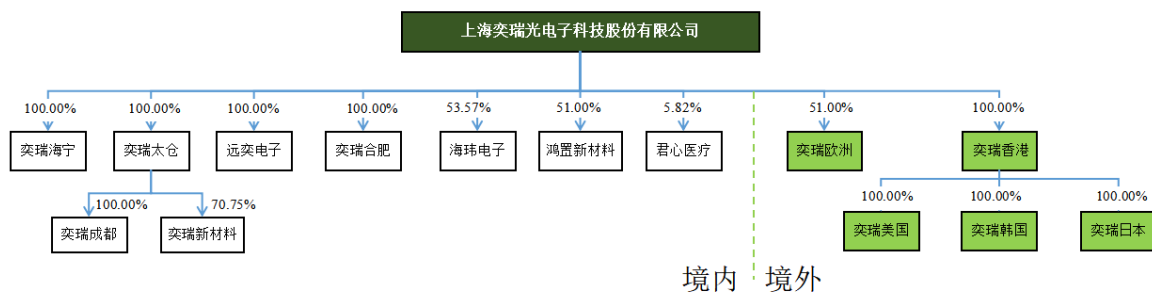 上海奕瑞光电子科技股份有限公司
100.00%
100.00%
100.00%
100.00%
53.57%
51.00%
5.82%
51.00%
100.00%
奕瑞海宁
奕瑞太仓
远奕电子
奕瑞合肥
海玮电子
鸿置新材料
君心医疗
奕瑞欧洲
奕瑞香港
100.00%
70.75%
100.00%
100.00%
100.00%
奕瑞成都
奕瑞新材料
奕瑞美国
奕瑞韩国
奕瑞日本
境内
境外